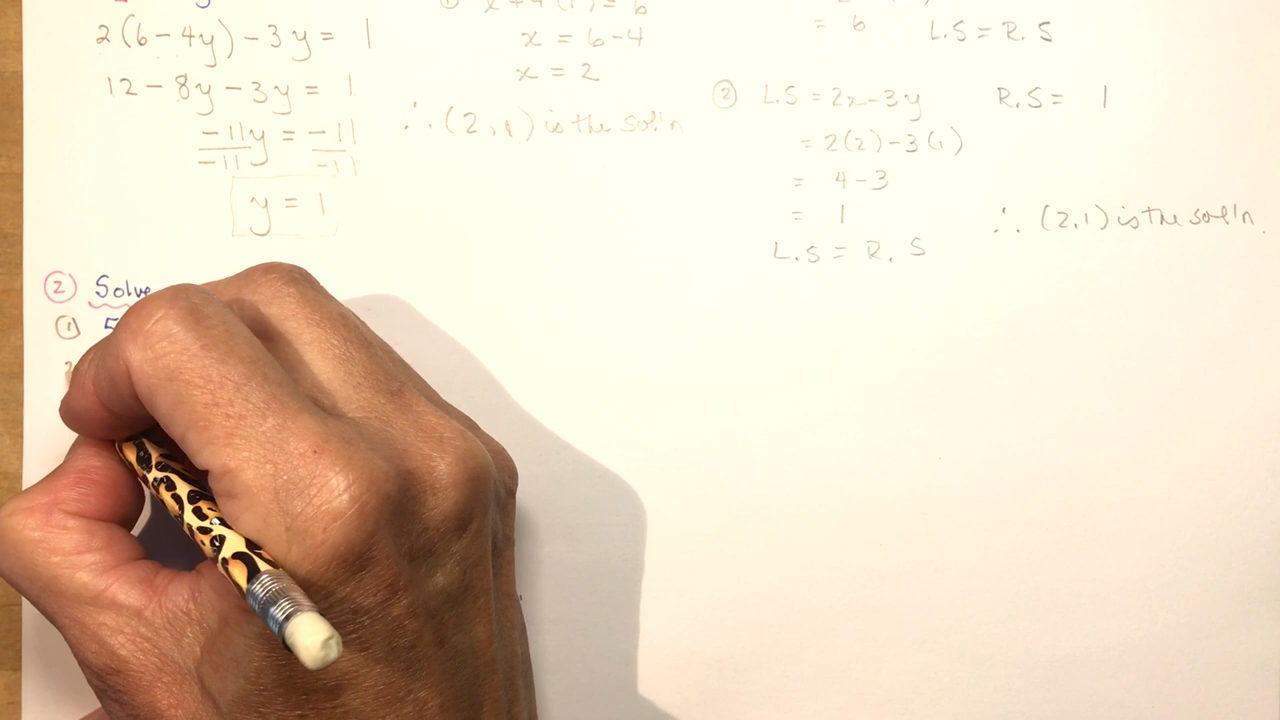 2(6-4y)-3y = 1
12-8y-3y = 1
-11y = -11
-11 -11
y = 1
= 6-4
x = 2
∴ (2,1) is the sol'n
= 6
L.S = R.S
② L.S = 2x-3y R.S = 1
= 2(2)-3(1)
= 4-3
= 1
L.S = R.S
∴ (2,1) is the sol'n.
② Solve
① 5